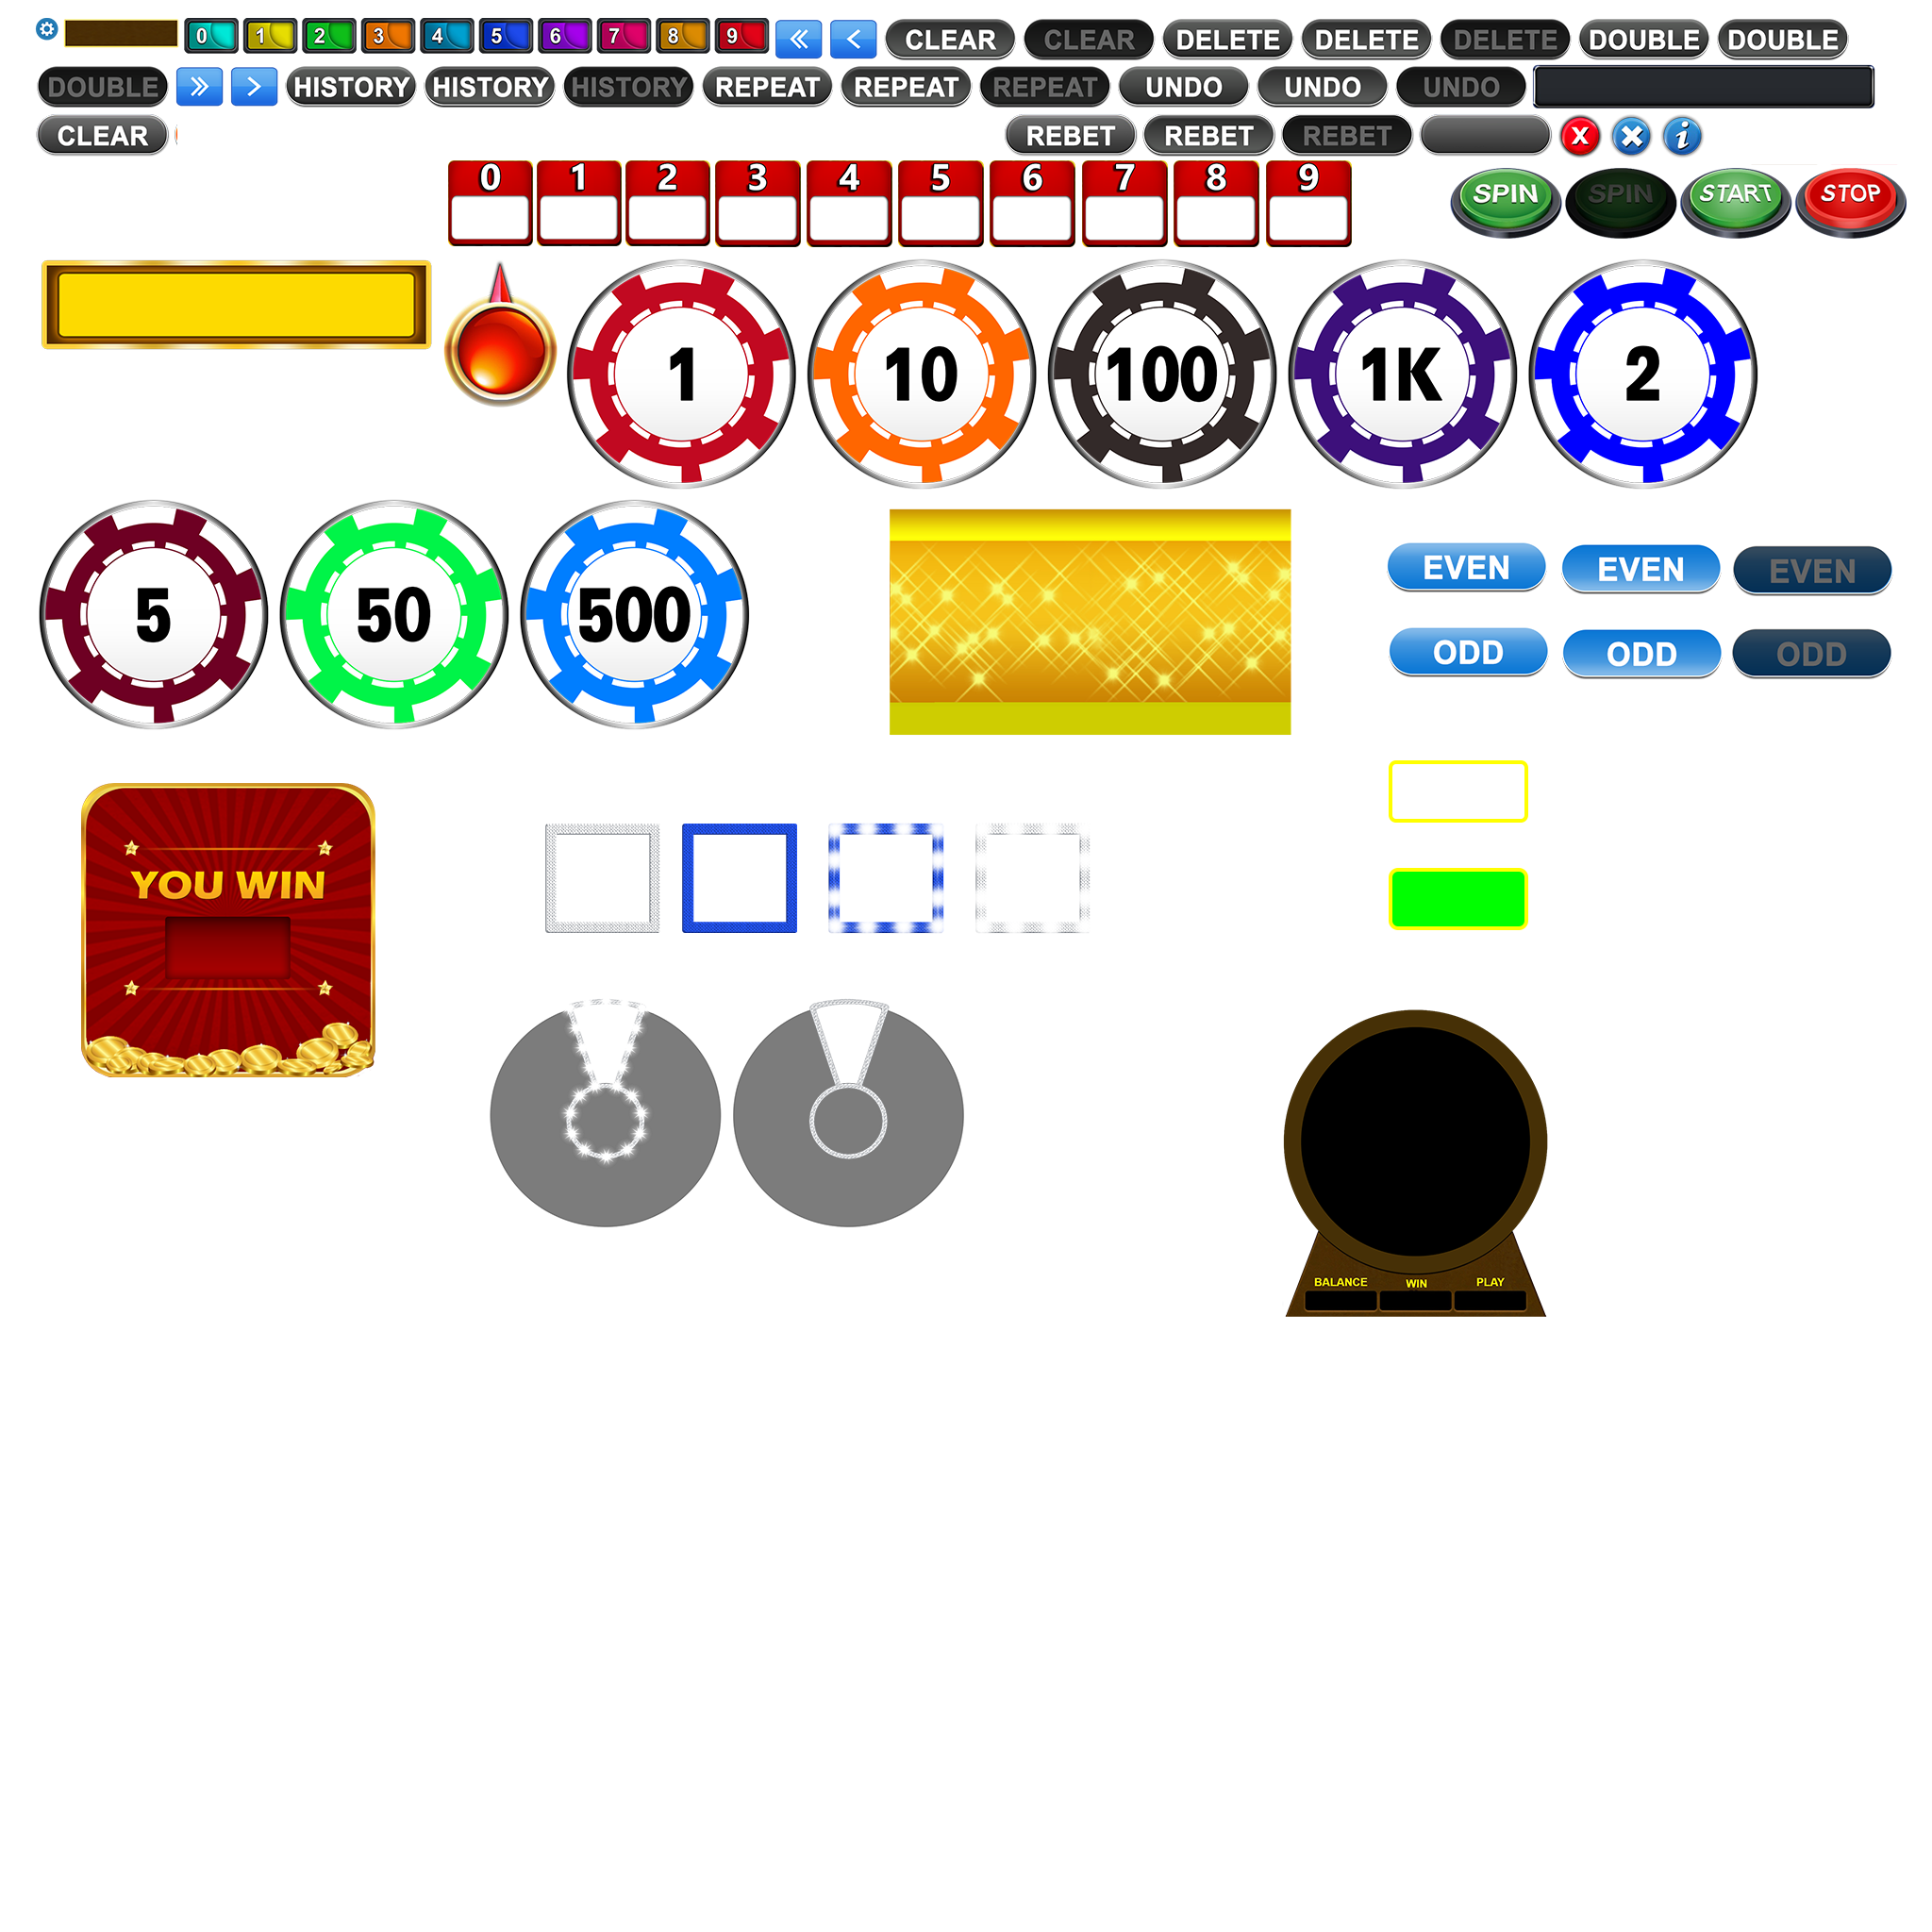 0 1 2 3 4 5 6 7 8 9 CLEAR CLEAR DELETE DELETE DELETE DOUBLE DOUBLE
DOUBLE HISTORY HISTORY HISTORY REPEAT REPEAT REPEAT UNDO UNDO UNDO
CLEAR REBET REBET REBET X i
0 1 2 3 4 5 6 7 8 9 SPIN SPIN START STOP
1 10 100 1K 2
EVEN EVEN EVEN
5 50 500
ODD ODD ODD
YOU WIN
BALANCE WIN PLAY